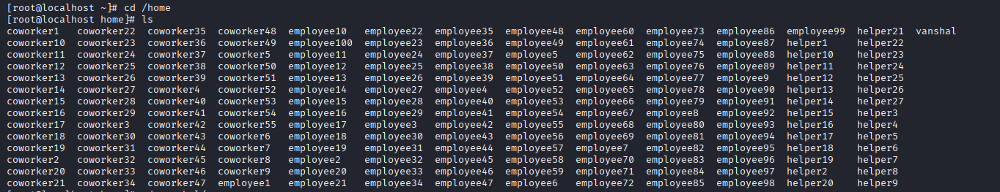 [root@localhost ~]# cd /home
[root@localhost home]# ls
coworker1 coworker22 coworker35 coworker48 employee10 employee22 employee35 employee48 employee60 employee73 employee86 employee99 helper21 vanshal
coworker10 coworker23 coworker36 coworker49 employee100 employee23 employee36 employee49 employee61 employee74 employee87 helper1 helper22
coworker11 coworker24 coworker37 coworker5 employee11 employee24 employee37 employee5 employee62 employee75 employee88 helper10 helper23
coworker12 coworker25 coworker38 coworker50 employee12 employee25 employee38 employee50 employee63 employee76 employee89 helper11 helper24
coworker13 coworker26 coworker39 coworker51 employee13 employee26 employee39 employee51 employee64 employee77 employee9 helper12 helper25
coworker14 coworker27 coworker4 coworker52 employee14 employee27 employee4 employee52 employee65 employee78 employee90 helper13 helper26
coworker15 coworker28 coworker40 coworker53 employee15 employee28 employee40 employee53 employee66 employee79 employee91 helper14 helper27
coworker16 coworker29 coworker41 coworker54 employee16 employee29 employee41 employee54 employee67 employee8 employee92 helper15 helper3
coworker17 coworker3 coworker42 coworker55 employee17 employee3 employee42 employee55 employee68 employee80 employee93 helper16 helper4
coworker18 coworker30 coworker43 coworker6 employee18 employee30 employee43 employee56 employee69 employee81 employee94 helper17 helper5
coworker19 coworker31 coworker44 coworker7 employee19 employee31 employee44 employee57 employee7 employee82 employee95 helper18 helper6
coworker2 coworker32 coworker45 coworker8 employee2 employee32 employee45 employee58 employee70 employee83 employee96 helper19 helper7
coworker20 coworker33 coworker46 coworker9 employee20 employee33 employee46 employee59 employee71 employee84 employee97 helper2 helper8
coworker21 coworker34 coworker47 employee1 employee21 employee34 employee47 employee6 employee72 employee85 employee98 helper20 helper9